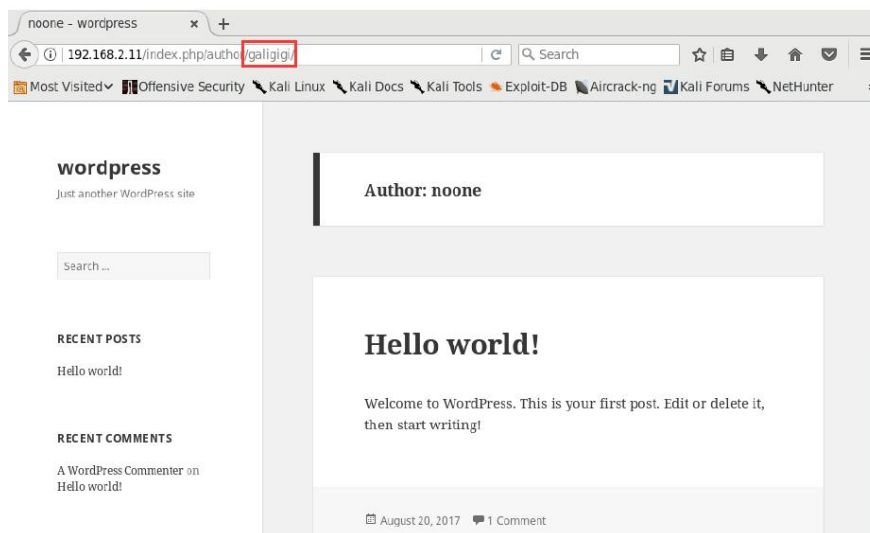 noone – wordpress
192.168.2.11/index.php/author/galigigi/
Search
Most Visited
Offensive Security
Kali Linux
Kali Docs
Kali Tools
Exploit-DB
Aircrack-ng
Kali Forums
NetHunter
wordpress
Just another WordPress site
Search ...
RECENT POSTS
Hello world!
RECENT COMMENTS
A WordPress Commenter on
Hello world!
Author: noone
Hello world!
Welcome to WordPress. This is your first post. Edit or delete it,
then start writing!
August 20, 2017 1 Comment